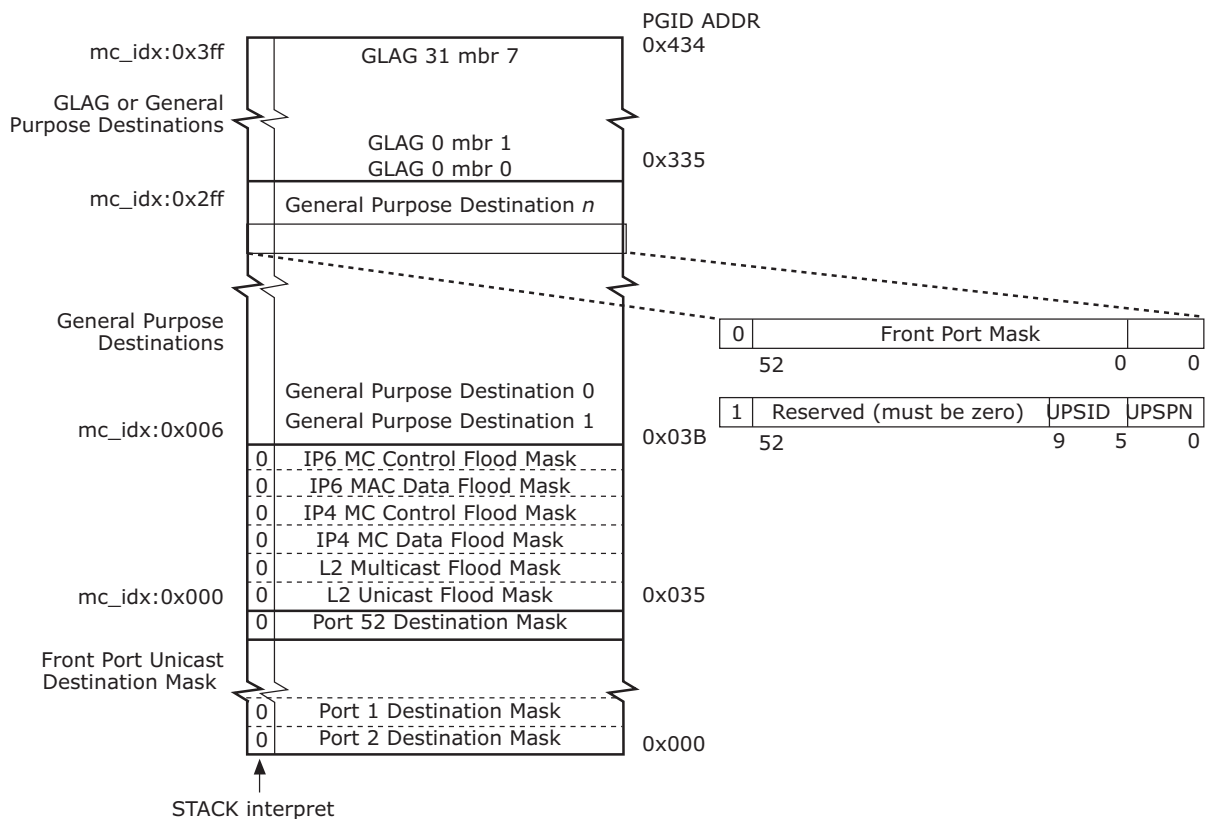 PGID ADDR
mc_idx:0x3ff
GLAG 31 mbr 7
0x434
GLAG or General
Purpose Destinations
GLAG 0 mbr 1
GLAG 0 mbr 0
0x335
mc_idx:0x2ff
General Purpose Destination n
General Purpose
Destinations
0 Front Port Mask
52 0 0
General Purpose Destination 0
General Purpose Destination 1
1 Reserved (must be zero) UPSID UPSPN
52 9 5 0
mc_idx:0x006
0x03B
0 IP6 MC Control Flood Mask
0 IP6 MAC Data Flood Mask
0 IP4 MC Control Flood Mask
0 IP4 MC Data Flood Mask
0 L2 Multicast Flood Mask
mc_idx:0x000
0 L2 Unicast Flood Mask
0x035
0 Port 52 Destination Mask
Front Port Unicast
Destination Mask
0 Port 1 Destination Mask
0 Port 2 Destination Mask
0x000
STACK interpret